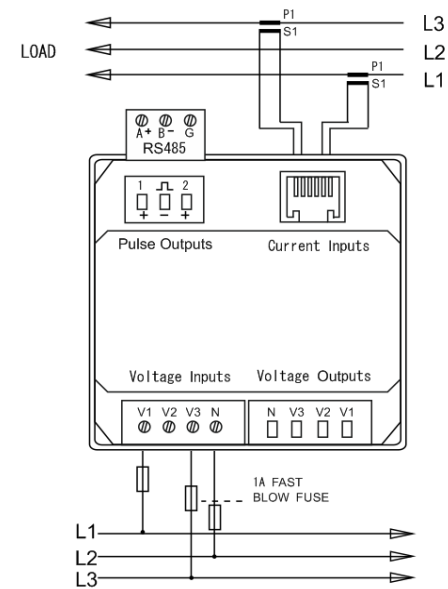 P1
L3
S1
LOAD
L2
P1
L1
S1
A+ B- G
RS485
1 2
+ - +
Pulse Outputs
Current Inputs
Voltage Inputs
Voltage Outputs
V1 V2 V3 N
N V3 V2 V1
1A FAST
BLOW FUSE
L1
L2
L3